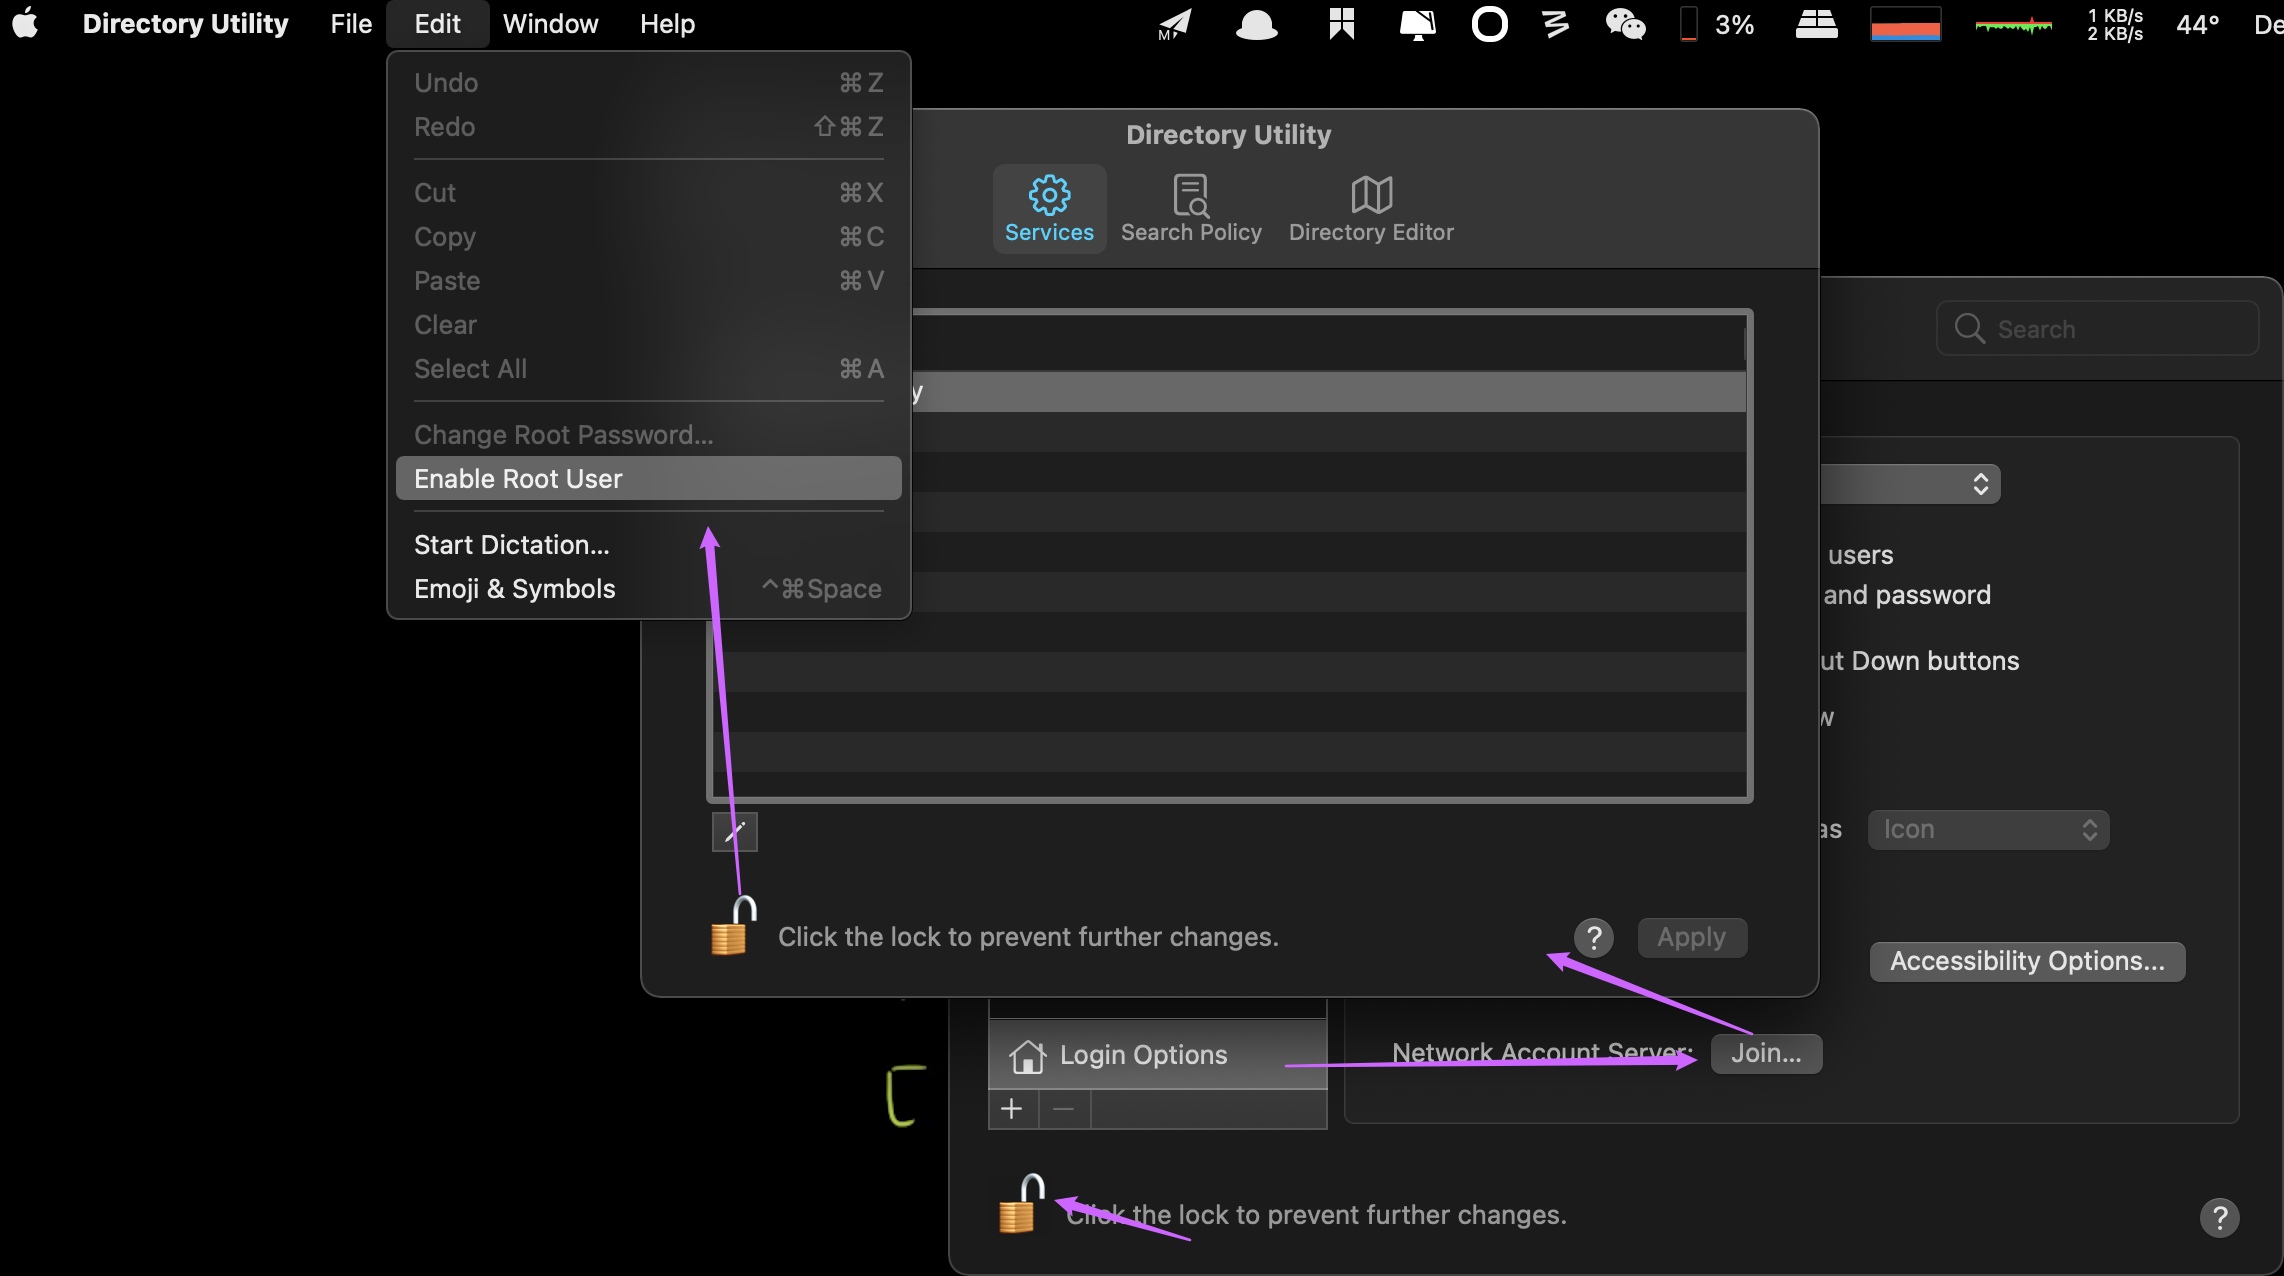 Directory Utility File Edit Window Help 3% 1 KB/s 44° De
2 KB/s
Undo ⌘Z
Redo ⇧⌘Z
Cut ⌘X
Copy ⌘C
Paste ⌘V
Clear
Select All ⌘A
Change Root Password...
Enable Root User
Start Dictation...
Emoji & Symbols ^⌘Space
Directory Utility
Services Search Policy Directory Editor
y
Click the lock to prevent further changes. ? Apply
Search
users
and password
ut Down buttons
w
as Icon
Accessibility Options...
Login Options
Network Account Server: Join...
+ −
Click the lock to prevent further changes. ?